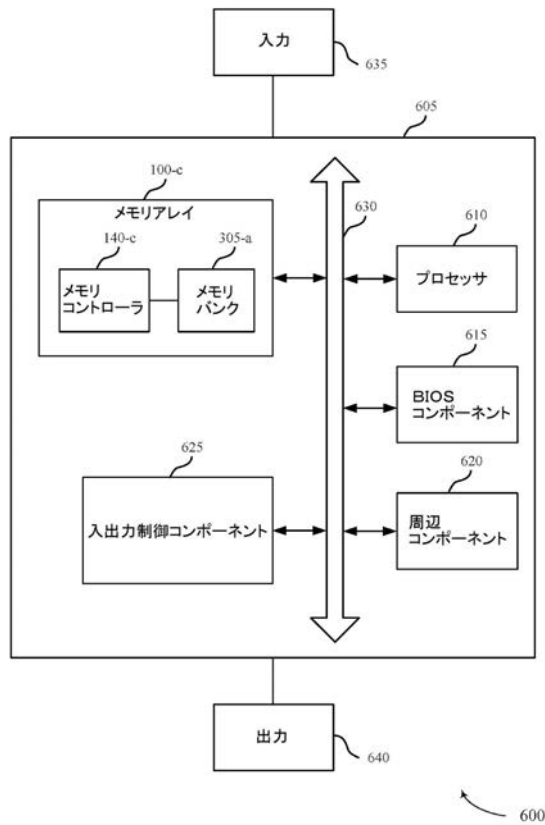 入力
635
605
100-c
メモリアレイ
630
610
140-c
305-a
プロセッサ
メモリ
コントローラ
メモリ
バンク
615
BIOS
コンポーネント
625
620
入出力制御コンポーネント
周辺
コンポーネント
出力
640
600